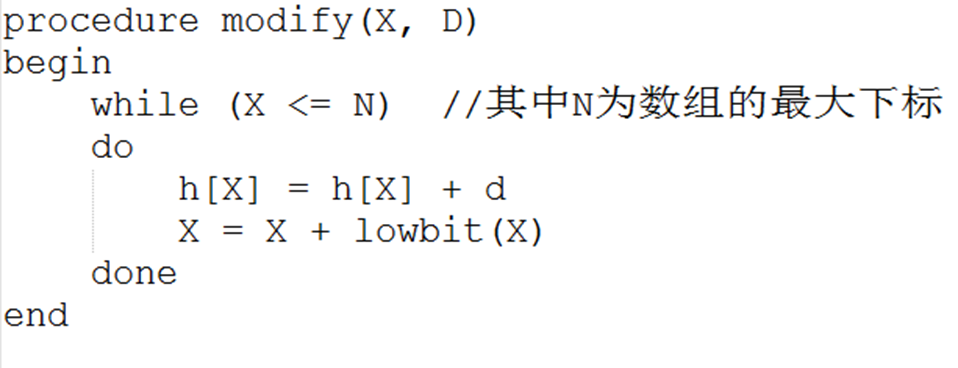 procedure modify(X, D)
begin
    while (X <= N)  //其中N为数组的最大下标
    do
        h[X] = h[X] + d
        X = X + lowbit(X)
    done
end